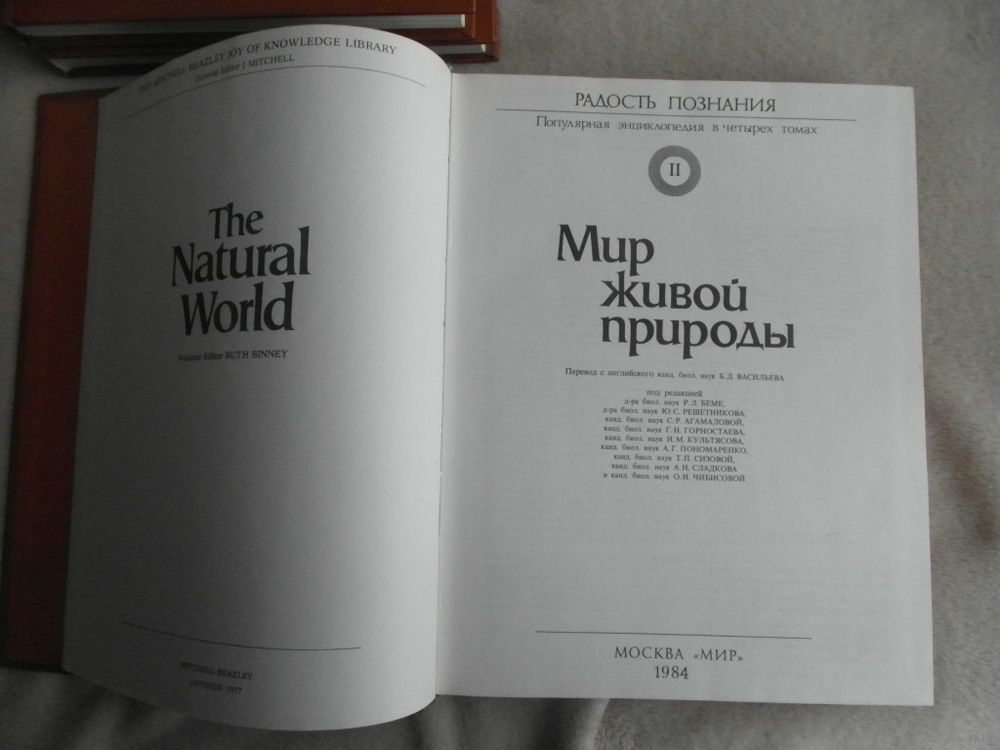 THE MITCHELL BEAZLEY JOY OF KNOWLEDGE LIBRARY
General Editor J. MITCHELL
The
Natural
World
Volume Editor RUTH BINNEY
MITCHELL BEAZLEY
LONDON 1977
РАДОСТЬ ПОЗНАНИЯ
Популярная энциклопедия в четырех томах
II
Мир
живой
природы
Перевод с английского канд. биол. наук Б.Д. ВАСИЛЬЕВА
под редакцией
д-ра биол. наук Р.Л. БЕМЕ,
д-ра биол. наук Ю.С. РЕШЕТНИКОВА,
канд. биол. наук С.Р. АГАМАЛОВОЙ,
канд. биол. наук Г.Н. ГОРНОСТАЕВА,
канд. биол. наук И.М. КУЛЬТЯСОВА,
канд. биол. наук А.Г. ПОНОМАРЕНКО,
канд. биол. наук Т.П. СИЗОВОЙ,
канд. биол. наук А.Н. СЛАДКОВА
и канд. биол. наук О.И. ЧИБИСОВОЙ
МОСКВА «МИР»
1984